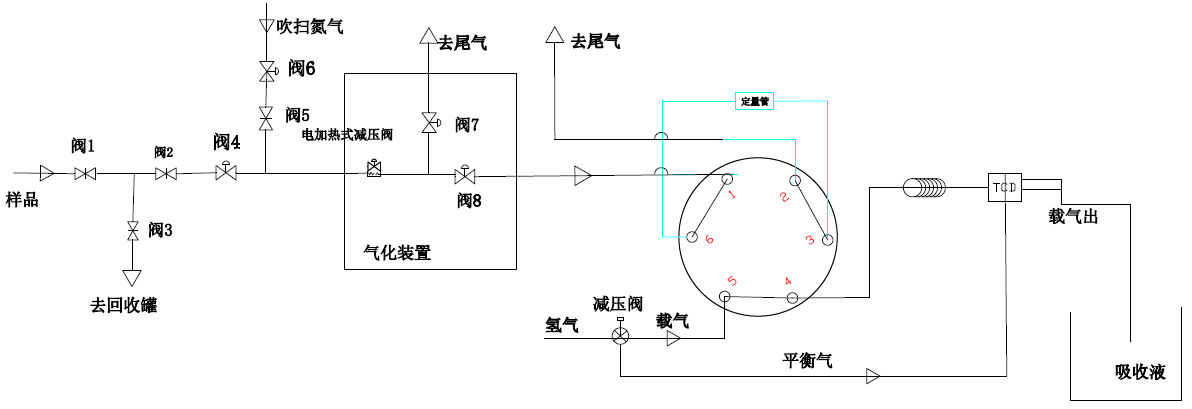 吹扫氮气
去尾气
去尾气
阀6
定量管
阀5
阀7
电加热式减压阀
阀1
阀2
阀4
样品
阀8
1
2
TCD
载气出
阀3
6
3
气化装置
5
4
去回收罐
减压阀
氢气
载气
平衡气
吸收液